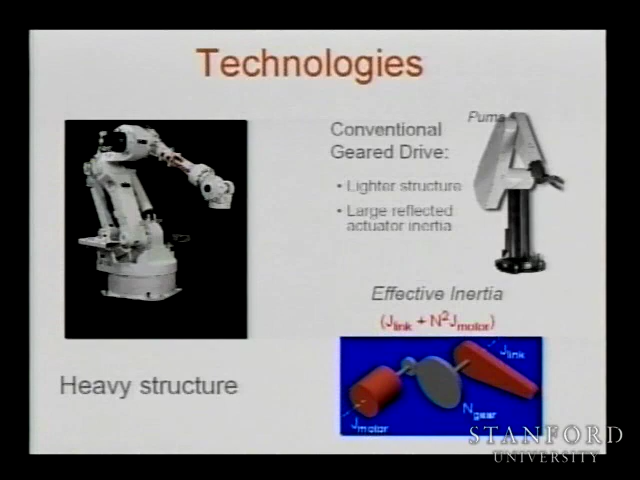 Technologies
Puma
Conventional
Geared Drive:
• Lighter structure
• Large reflected
actuator inertia
Effective Inertia
(Jlink + N²Jmotor)
Jlink
Ngear
Jmotor
Heavy structure
STANFORD
UNIVERSITY